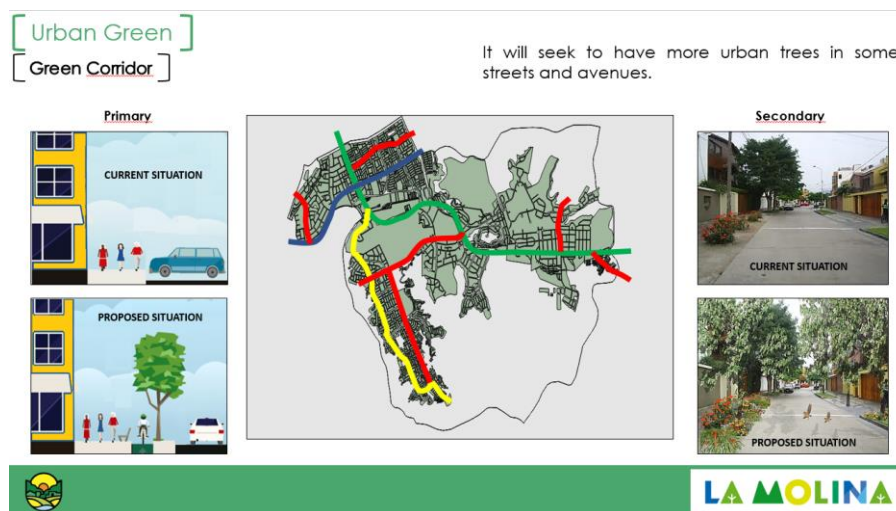 Urban Green
Green Corridor
It will seek to have more urban trees in some
streets and avenues.
Primary
CURRENT SITUATION
PROPOSED SITUATION
Secondary
CURRENT SITUATION
PROPOSED SITUATION
LA MOLINA